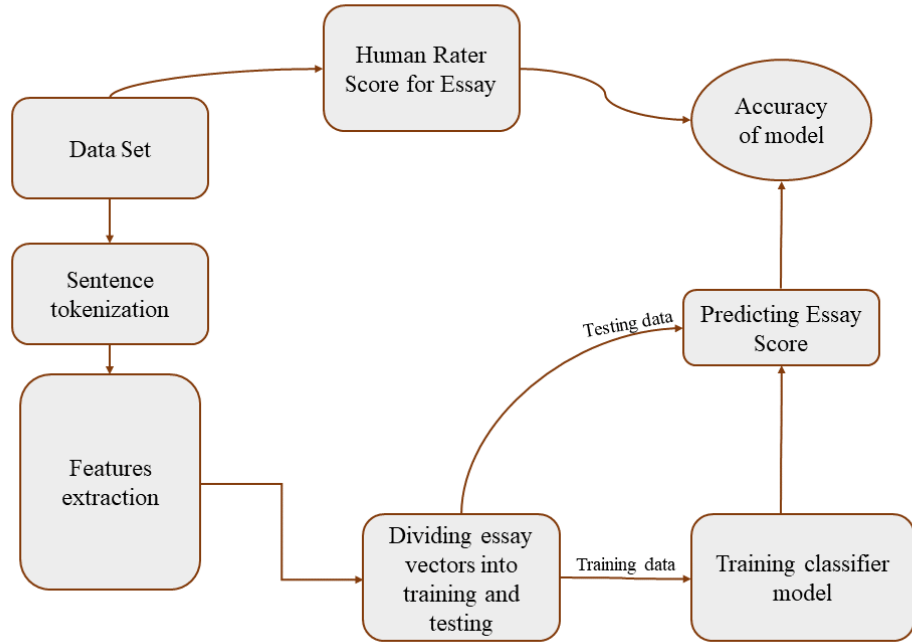 Human Rater
Score for Essay
Accuracy
of model
Data Set
Sentence
tokenization
Predicting Essay
Score
Testing data
Features
extraction
Dividing essay
vectors into
training and
testing
Training data
Training classifier
model